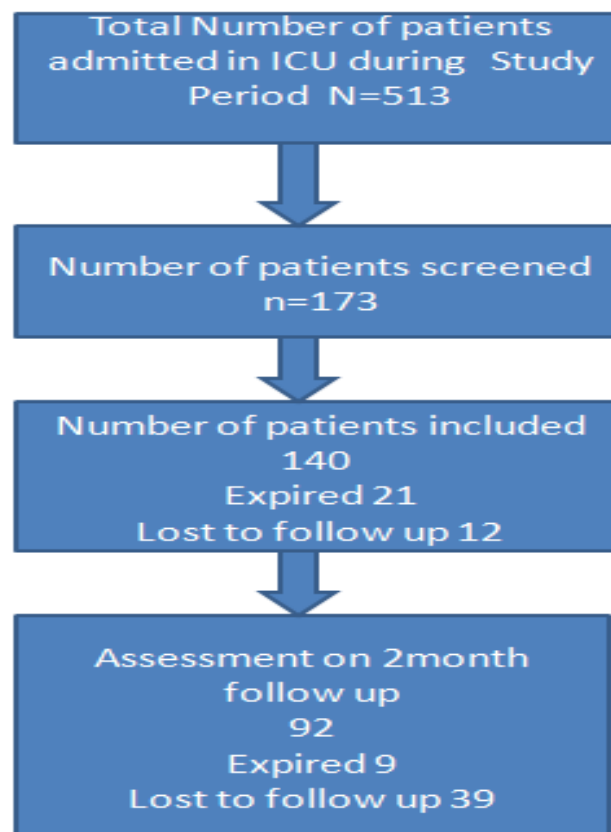 Total Number of patients
admitted in ICU during Study
Period N=513
Number of patients screened
n=173
Number of patients included
140
Expired 21
Lost to follow up 12
Assessment on 2month
follow up
92
Expired 9
Lost to follow up 39